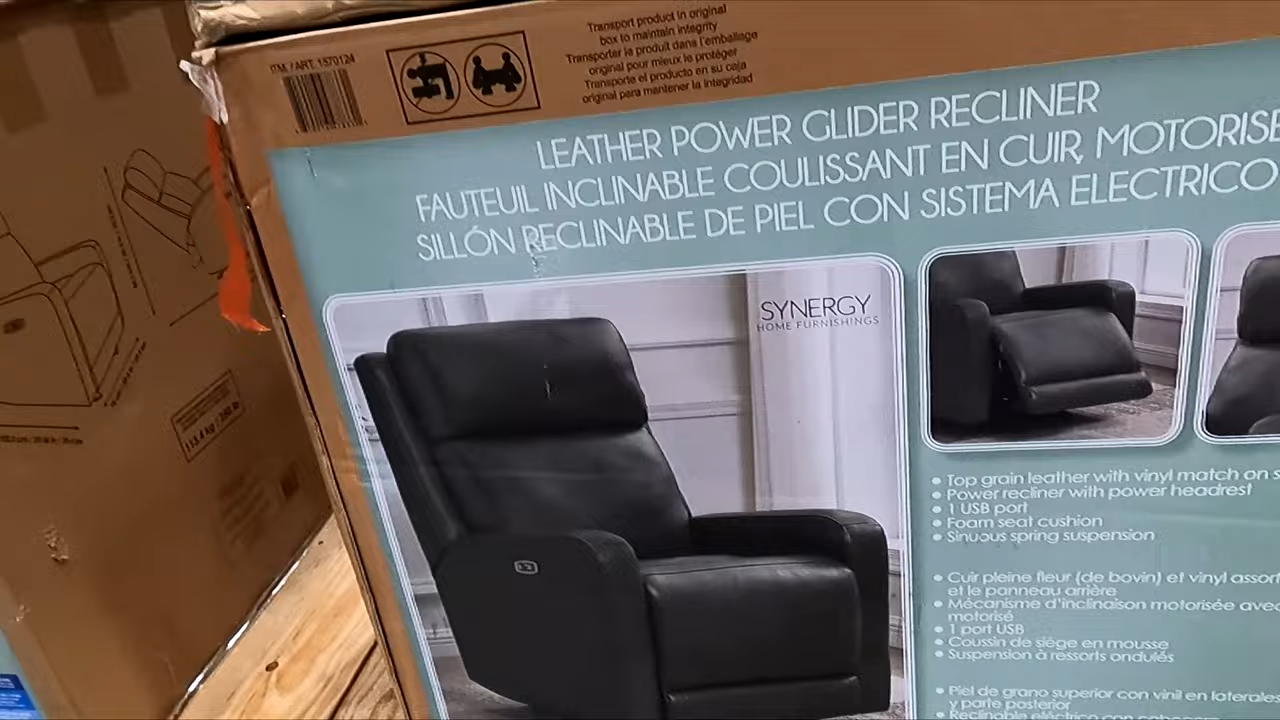 ITM. / ART. 1570124
Transport product in original
box to maintain integrity
Transporter le produit dans l'emballage
original pour mieux le protéger
Transporte el producto en su caja
original para mantener la integridad
LEATHER POWER GLIDER RECLINER
FAUTEUIL INCLINABLE COULISSANT EN CUIR, MOTORISÉ
SILLÓN RECLINABLE DE PIEL CON SISTEMA ELECTRICO
SYNERGY
HOME FURNISHINGS
• Top grain leather with vinyl match on s
• Power recliner with power headrest
• 1 USB port
• Foam seat cushion
• Sinuous spring suspension
• Cuir pleine fleur (de bovin) et vinyl assort
et le panneau arrière
• Mécanisme d'inclinaison motorisée avec
motorisé
• 1 port USB
• Coussin de siège en mousse
• Suspension à ressorts ondulés
• Piel de grano superior con vinil en laterales
y parte posterior
• Reclinable eléctrico con